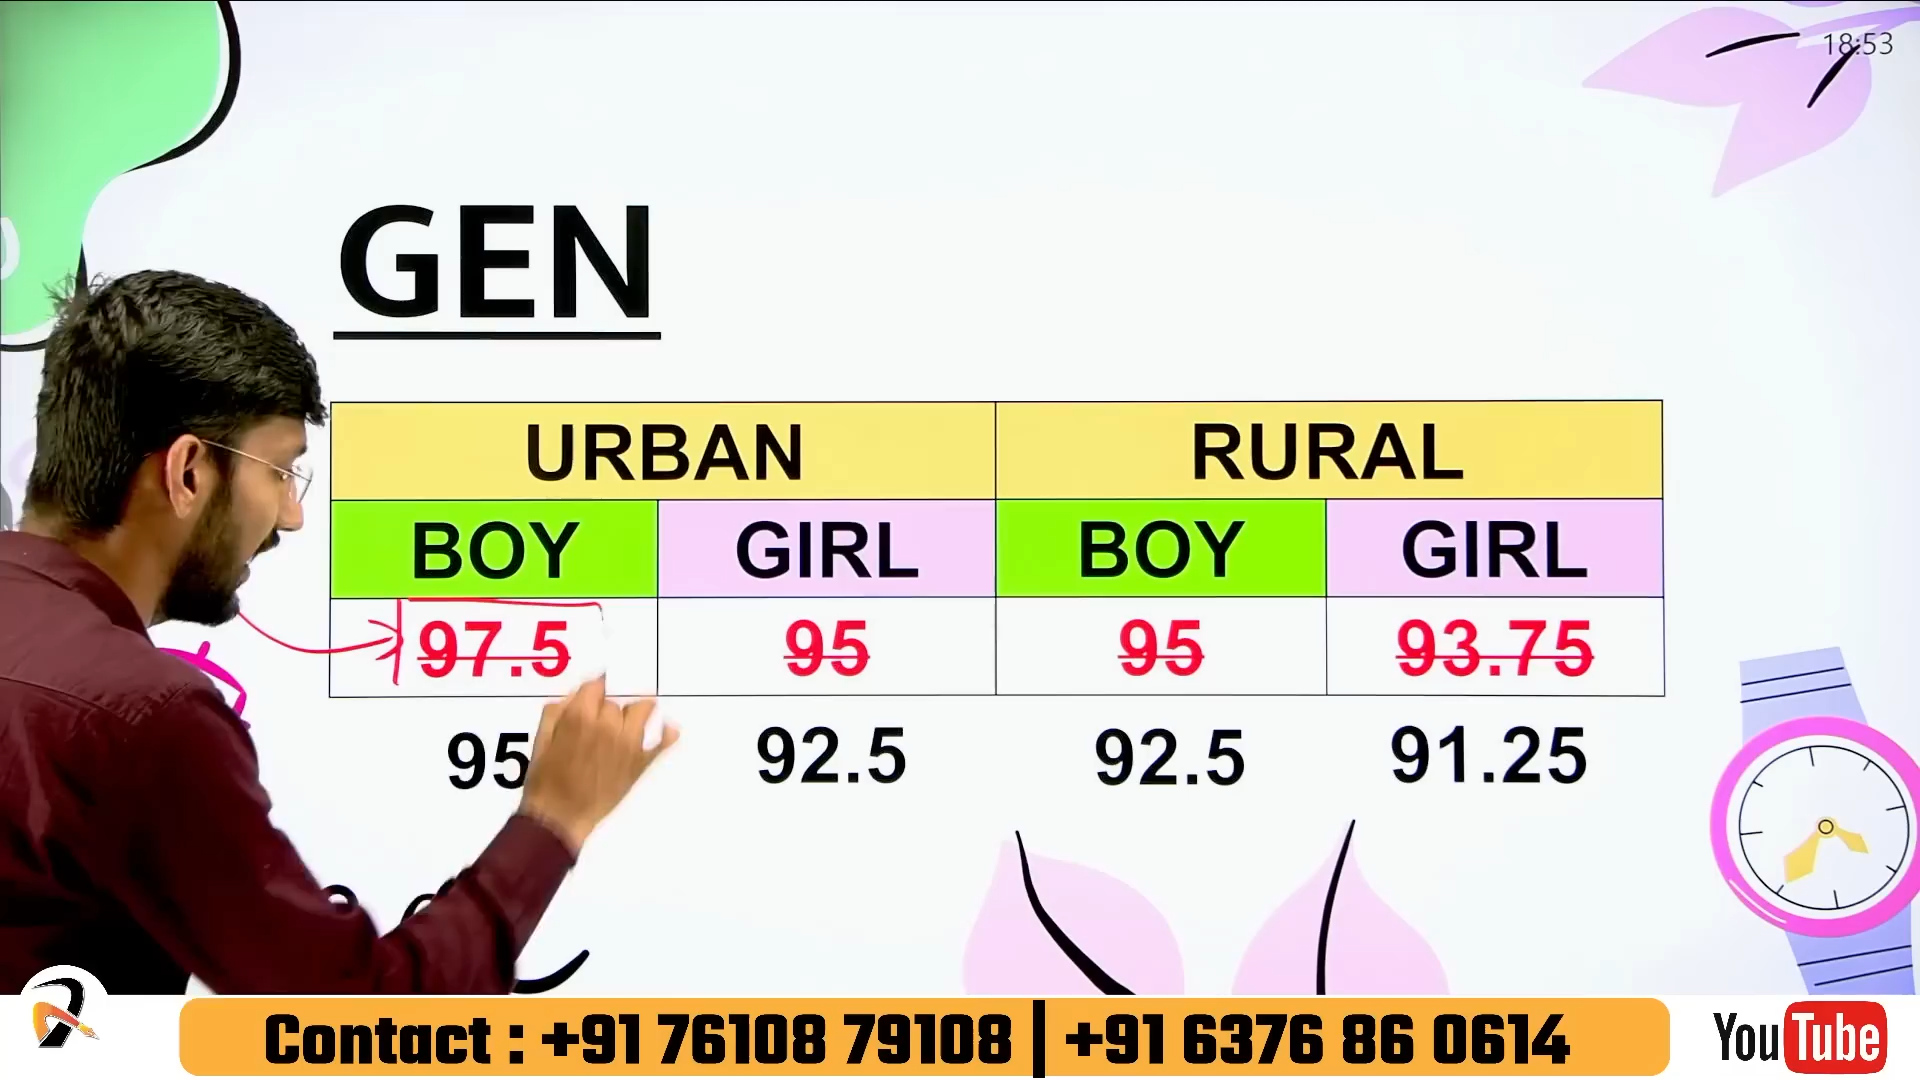 18:53
GEN
URBAN RURAL
BOY GIRL BOY GIRL
97.5 95 95 93.75
95 92.5 92.5 91.25
Contact : +91 76108 79108 | +91 6376 86 0614
YouTube